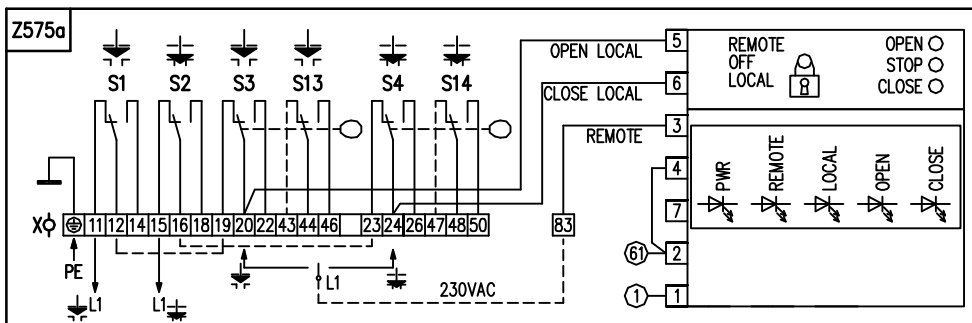 Z575a
S1 S2 S3 S13 S4 S14
OPEN LOCAL
CLOSE LOCAL
REMOTE
5
6
3
4
7
2
1
REMOTE
OFF
LOCAL
OPEN
STOP
CLOSE
PWR
REMOTE
LOCAL
OPEN
CLOSE
X 11 12 14 15 16 18 19 20 22 43 44 46 23 24 26 47 48 50 83
61
1
PE
L1
L1
L1
230VAC